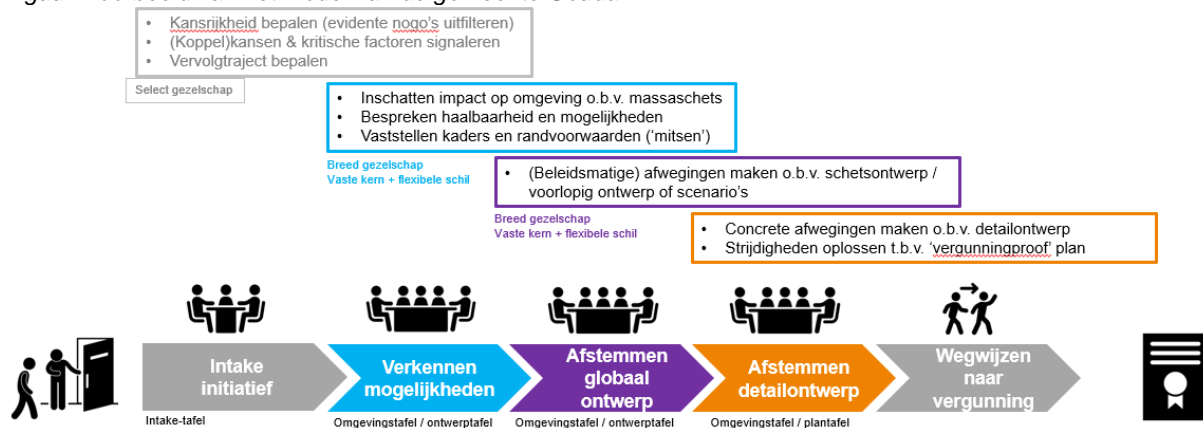 • Kansrijkheid bepalen (evidente nogo's uitfilteren)
• (Koppel)kansen & kritische factoren signaleren
• Vervolgtraject bepalen
Select gezelschap
• Inschatten impact op omgeving o.b.v. massaschets
• Bespreken haalbaarheid en mogelijkheden
• Vaststellen kaders en randvoorwaarden ('mitsen')
Breed gezelschap
Vaste kern + flexibele schil
• (Beleidsmatige) afwegingen maken o.b.v. schetsontwerp /
voorlopig ontwerp of scenario's
Breed gezelschap
Vaste kern + flexibele schil
• Concrete afwegingen maken o.b.v. detailontwerp
• Strijdigheden oplossen t.b.v. 'vergunningproof' plan
Intake
initiatief
Verkennen
mogelijkheden
Afstemmen
globaal
ontwerp
Afstemmen
detailontwerp
Wegwijzen
naar
vergunning
Intake-tafel
Omgevingstafel / ontwerptafel
Omgevingstafel / ontwerptafel
Omgevingstafel / plantafel